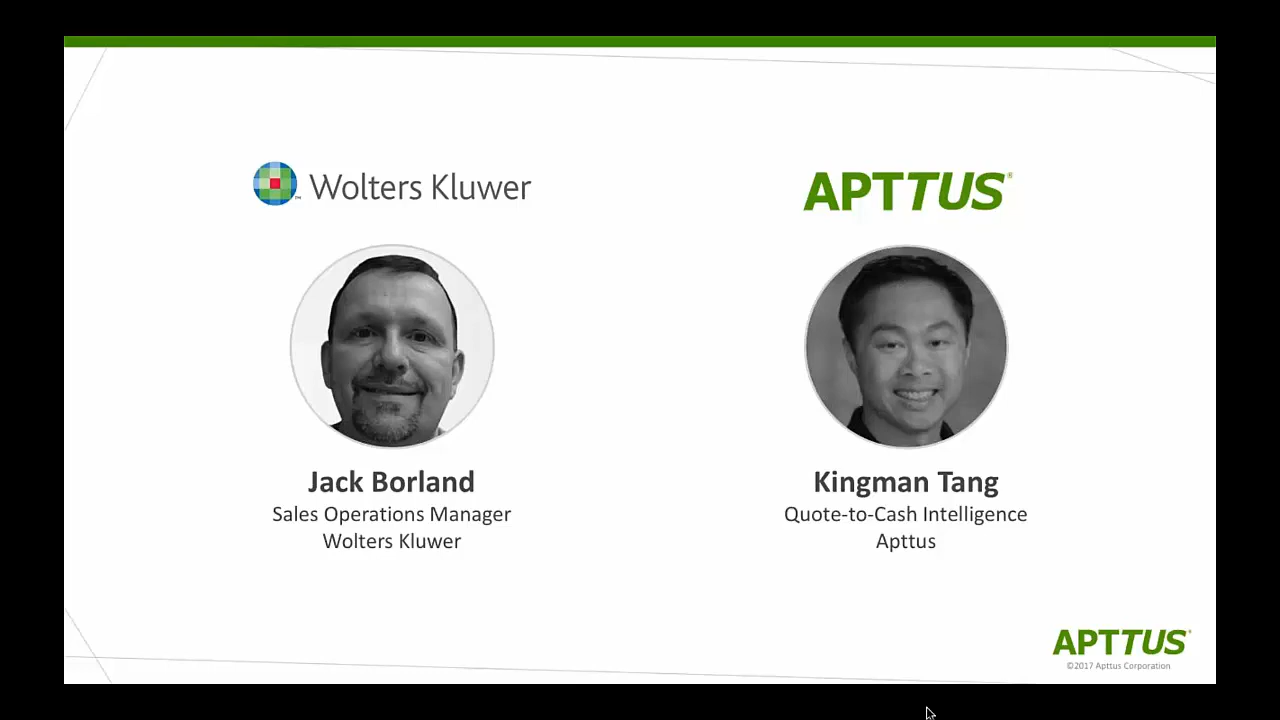 Wolters Kluwer
APTTUS®
Jack Borland
Sales Operations Manager
Wolters Kluwer
Kingman Tang
Quote-to-Cash Intelligence
Apttus
APTTUS®
©2017 Apttus Corporation